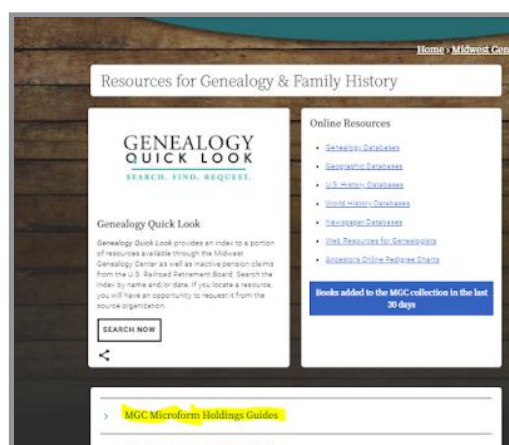 Home › Midwest Gen
Resources for Genealogy & Family History
GENEALOGY
QUICK LOOK
SEARCH. FIND. REQUEST.
Genealogy Quick Look
Genealogy Quick Look provides an index to a portion
of resources available through the Midwest
Genealogy Center as well as inactive pension claims
from the U.S. Railroad Retirement Board. Search the
index by name and/or date. If you locate a resource,
you will have an opportunity to request it from the
source organization.
SEARCH NOW
Online Resources
Genealogy Databases
Geographic Databases
U.S. History Databases
World History Databases
Newspaper Databases
Web Resources for Genealogists
Ancestors Online Pedigree Charts
Books added to the MGC collection in the last
30 days
MGC Microform Holdings Guides